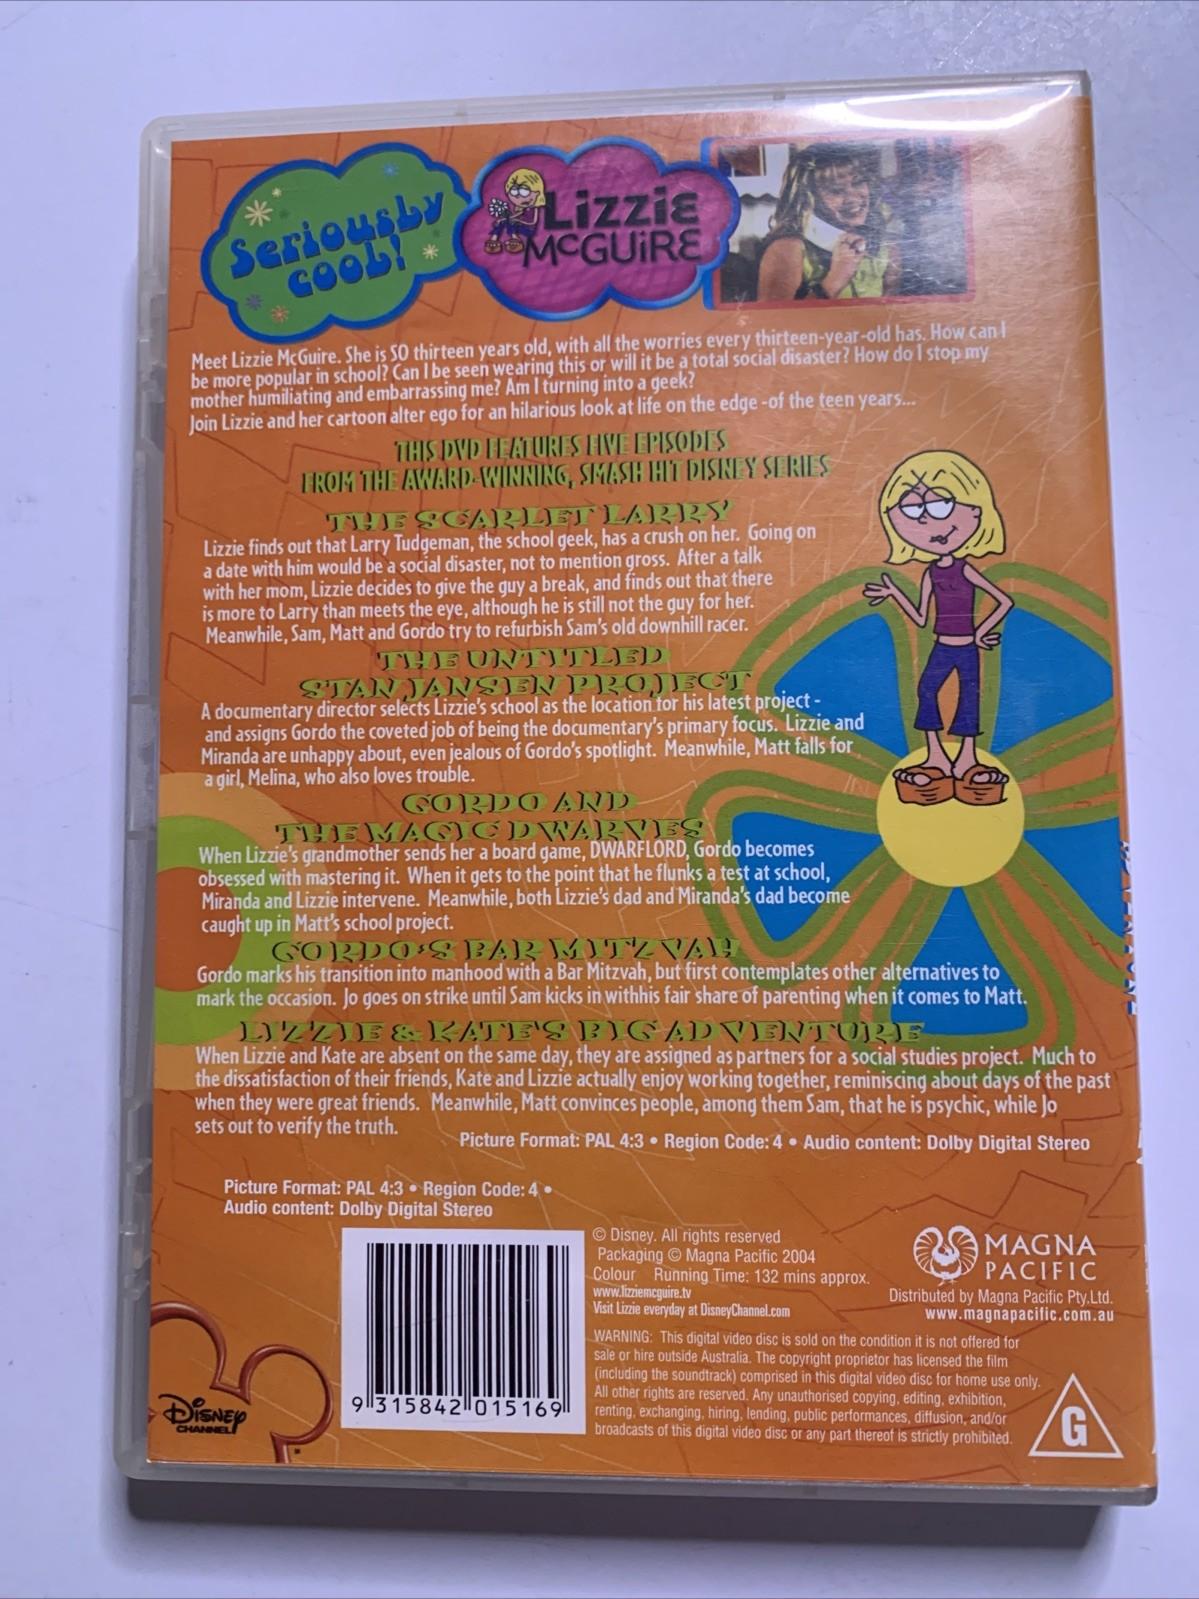 Seriously
cool!
Lizzie
McGUiRE
Meet Lizzie McGuire. She is SO thirteen years old, with all the worries every thirteen-year-old has. How can I
be more popular in school? Can I be seen wearing this or will it be a total social disaster? How do I stop my
mother humiliating and embarrassing me? Am I turning into a geek?
Join Lizzie and her cartoon alter ego for an hilarious look at life on the edge -of the teen years...
THIS DVD FEATURES FIVE EPISODES
FROM THE AWARD-WINNING, SMASH HIT DISNEY SERIES
THE SCARLET LARRY
Lizzie finds out that Larry Tudgeman, the school geek, has a crush on her. Going on
a date with him would be a social disaster, not to mention gross. After a talk
with her mom, Lizzie decides to give the guy a break, and finds out that there
is more to Larry than meets the eye, although he is still not the guy for her.
Meanwhile, Sam, Matt and Gordo try to refurbish Sam's old downhill racer.
THE UNTITLED
STAN JANSEN PROJECT
A documentary director selects Lizzie's school as the location for his latest project -
and assigns Gordo the coveted job of being the documentary's primary focus. Lizzie and
Miranda are unhappy about, even jealous of Gordo's spotlight. Meanwhile, Matt falls for
a girl, Melina, who also loves trouble.
GORDO AND
THE MAGIC DWARVES
When Lizzie's grandmother sends her a board game, DWARFLORD, Gordo becomes
obsessed with mastering it. When it gets to the point that he flunks a test at school,
Miranda and Lizzie intervene. Meanwhile, both Lizzie's dad and Miranda's dad become
caught up in Matt's school project.
GORDO'S BAR MITZVAH
Gordo marks his transition into manhood with a Bar Mitzvah, but first contemplates other alternatives to
mark the occasion. Jo goes on strike until Sam kicks in withhis fair share of parenting when it comes to Matt.
LIZZIE & KATE'S BIG ADVENTURE
When Lizzie and Kate are absent on the same day, they are assigned as partners for a social studies project. Much to
the dissatisfaction of their friends, Kate and Lizzie actually enjoy working together, reminiscing about days of the past
when they were great friends. Meanwhile, Matt convinces people, among them Sam, that he is psychic, while Jo
sets out to verify the truth.
Picture Format: PAL 4:3 • Region Code: 4 • Audio content: Dolby Digital Stereo
Picture Format: PAL 4:3 • Region Code: 4 •
Audio content: Dolby Digital Stereo
9 315842 015169
© Disney. All rights reserved
Packaging © Magna Pacific 2004
Colour Running Time: 132 mins approx.
www.lizziemcguire.tv
Visit Lizzie everyday at DisneyChannel.com
MAGNA
PACIFIC
Distributed by Magna Pacific Pty.Ltd.
www.magnapacific.com.au
WARNING: This digital video disc is sold on the condition it is not offered for
sale or hire outside Australia. The copyright proprietor has licensed the film
(including the soundtrack) comprised in this digital video disc for home use only.
All other rights are reserved. Any unauthorised copying, editing, exhibition,
renting, exchanging, hiring, lending, public performances, diffusion, and/or
broadcasts of this digital video disc or any part thereof is strictly prohibited.
G
Disney
CHANNEL